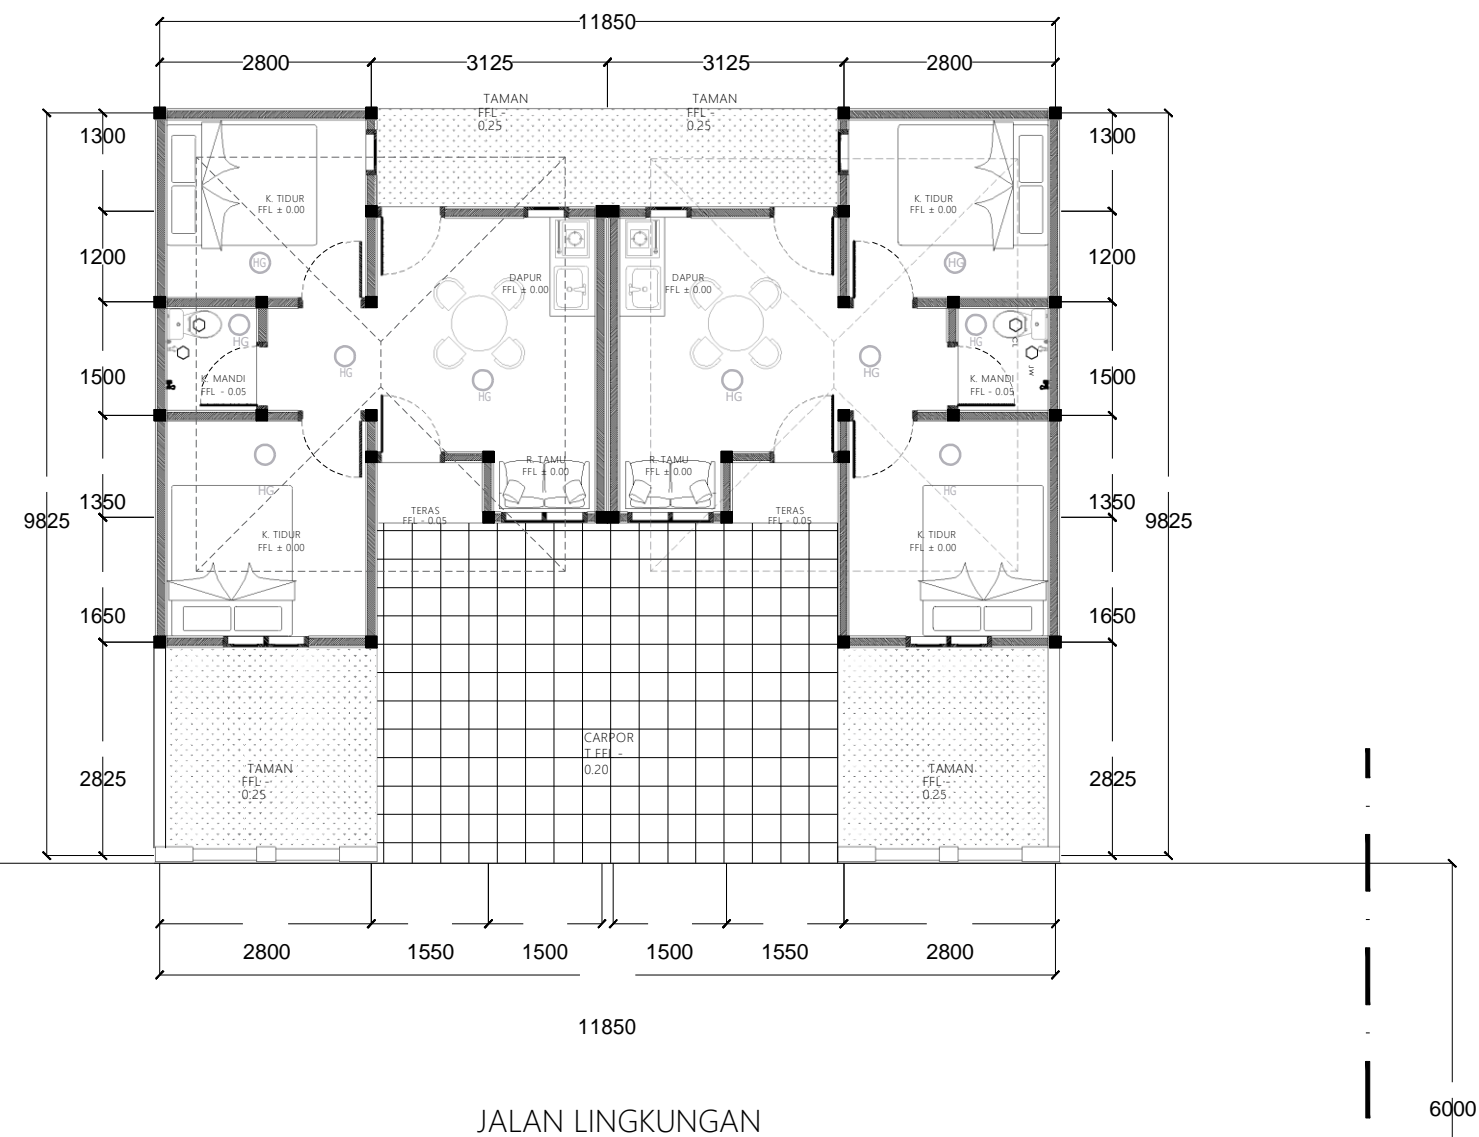 11850
2800 3125 3125 2800
TAMAN
FFL -
0.25
TAMAN
FFL -
0.25
1300
1300
K. TIDUR
FFL ± 0.00
K. TIDUR
FFL ± 0.00
1200
HG
HG
1200
DAPUR
FFL ± 0.00
DAPUR
FFL ± 0.00
HG
HG
CL
HG
HG
JW
1500
K. MANDI
FFL - 0.05
K. MANDI
FFL - 0.05
1500
HG
HG
R. TAMU
FFL ± 0.00
R. TAMU
FFL ± 0.00
HG
HG
1350
1350
TERAS
FFL - 0.05
TERAS
FFL - 0.05
9825
9825
K. TIDUR
FFL ± 0.00
K. TIDUR
FFL ± 0.00
1650
1650
CARPOR
T FFL -
0.20
TAMAN
FFL -
0.25
TAMAN
FFL -
0.25
2825
2825
2800 1550 1500 1500 1550 2800
11850
6000
JALAN LINGKUNGAN